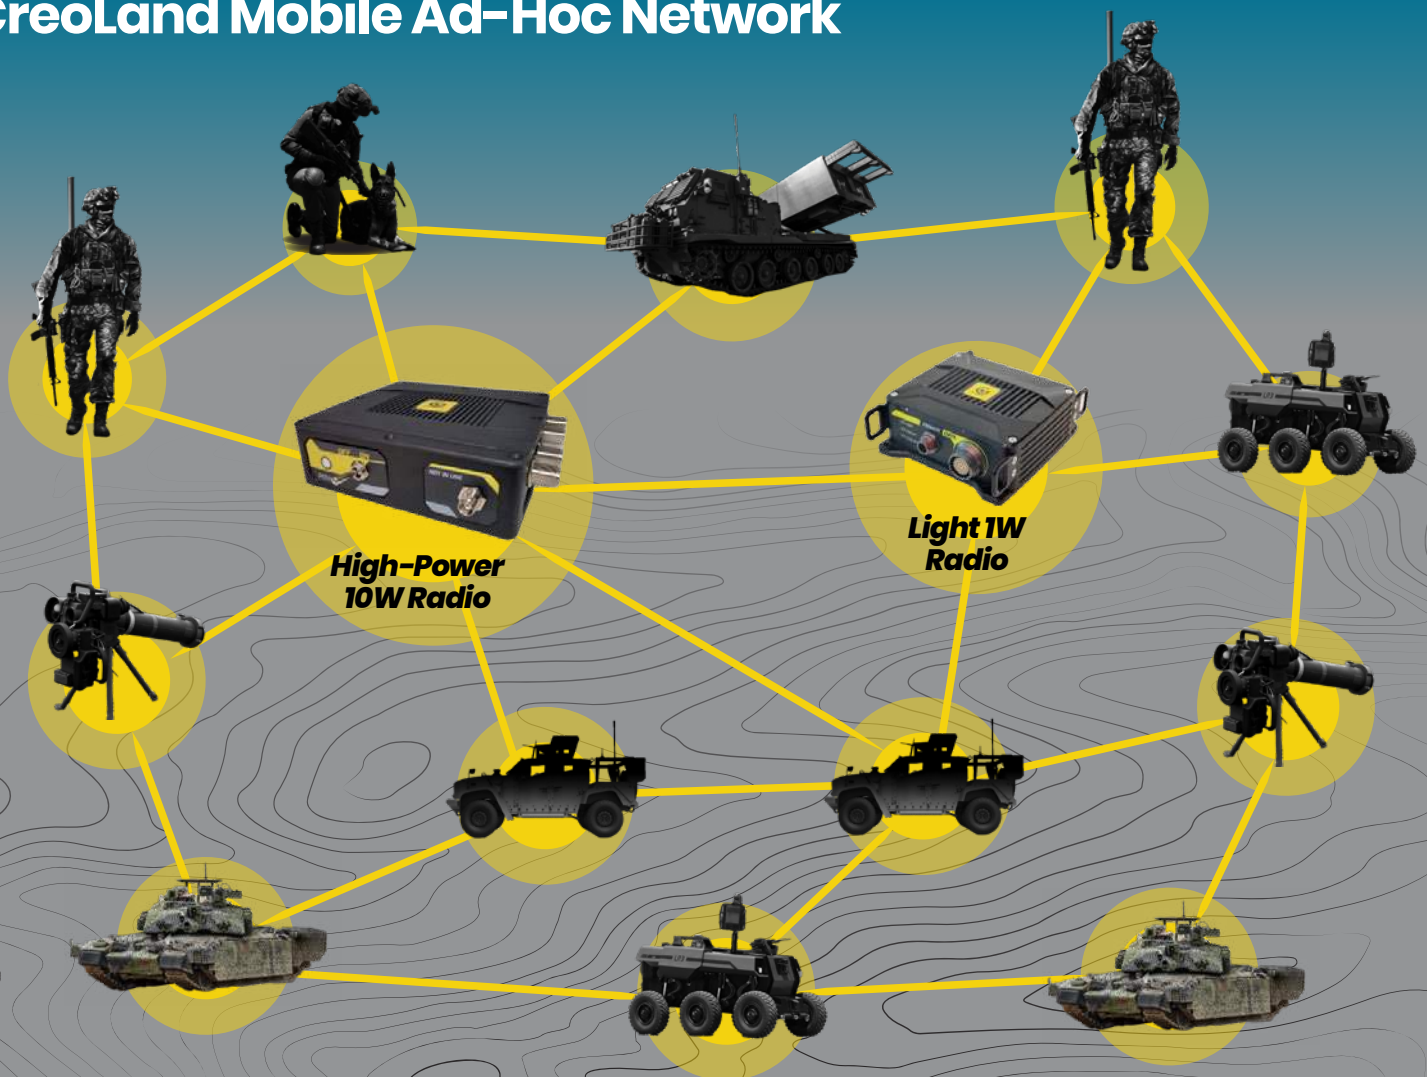 CreoLand Mobile Ad-Hoc Network
High-Power
10W Radio
Light 1W
Radio